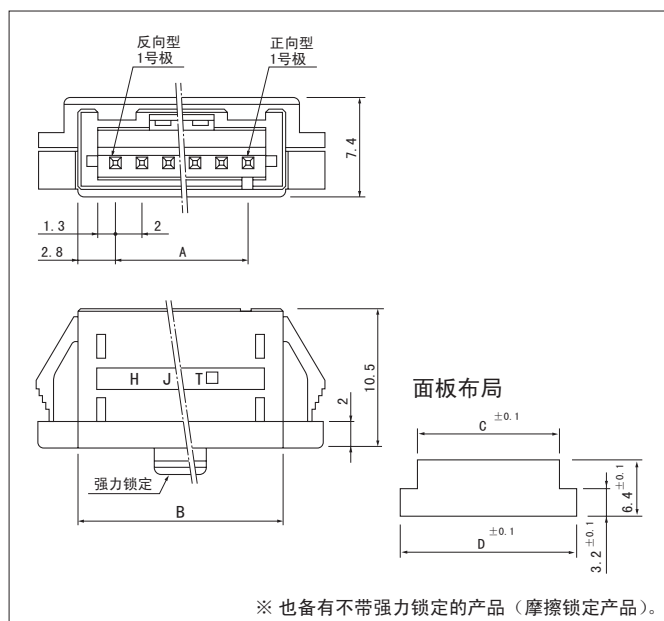 反向型
1号极
正向型
1号极
7.4
1.3
2
2.8
A
H J T
10.5
2
强力锁定
B
面板布局
C ±0.1
6.4 ±0.1
3.2 ±0.1
D ±0.1
※ 也备有不带强力锁定的产品（摩擦锁定产品）。